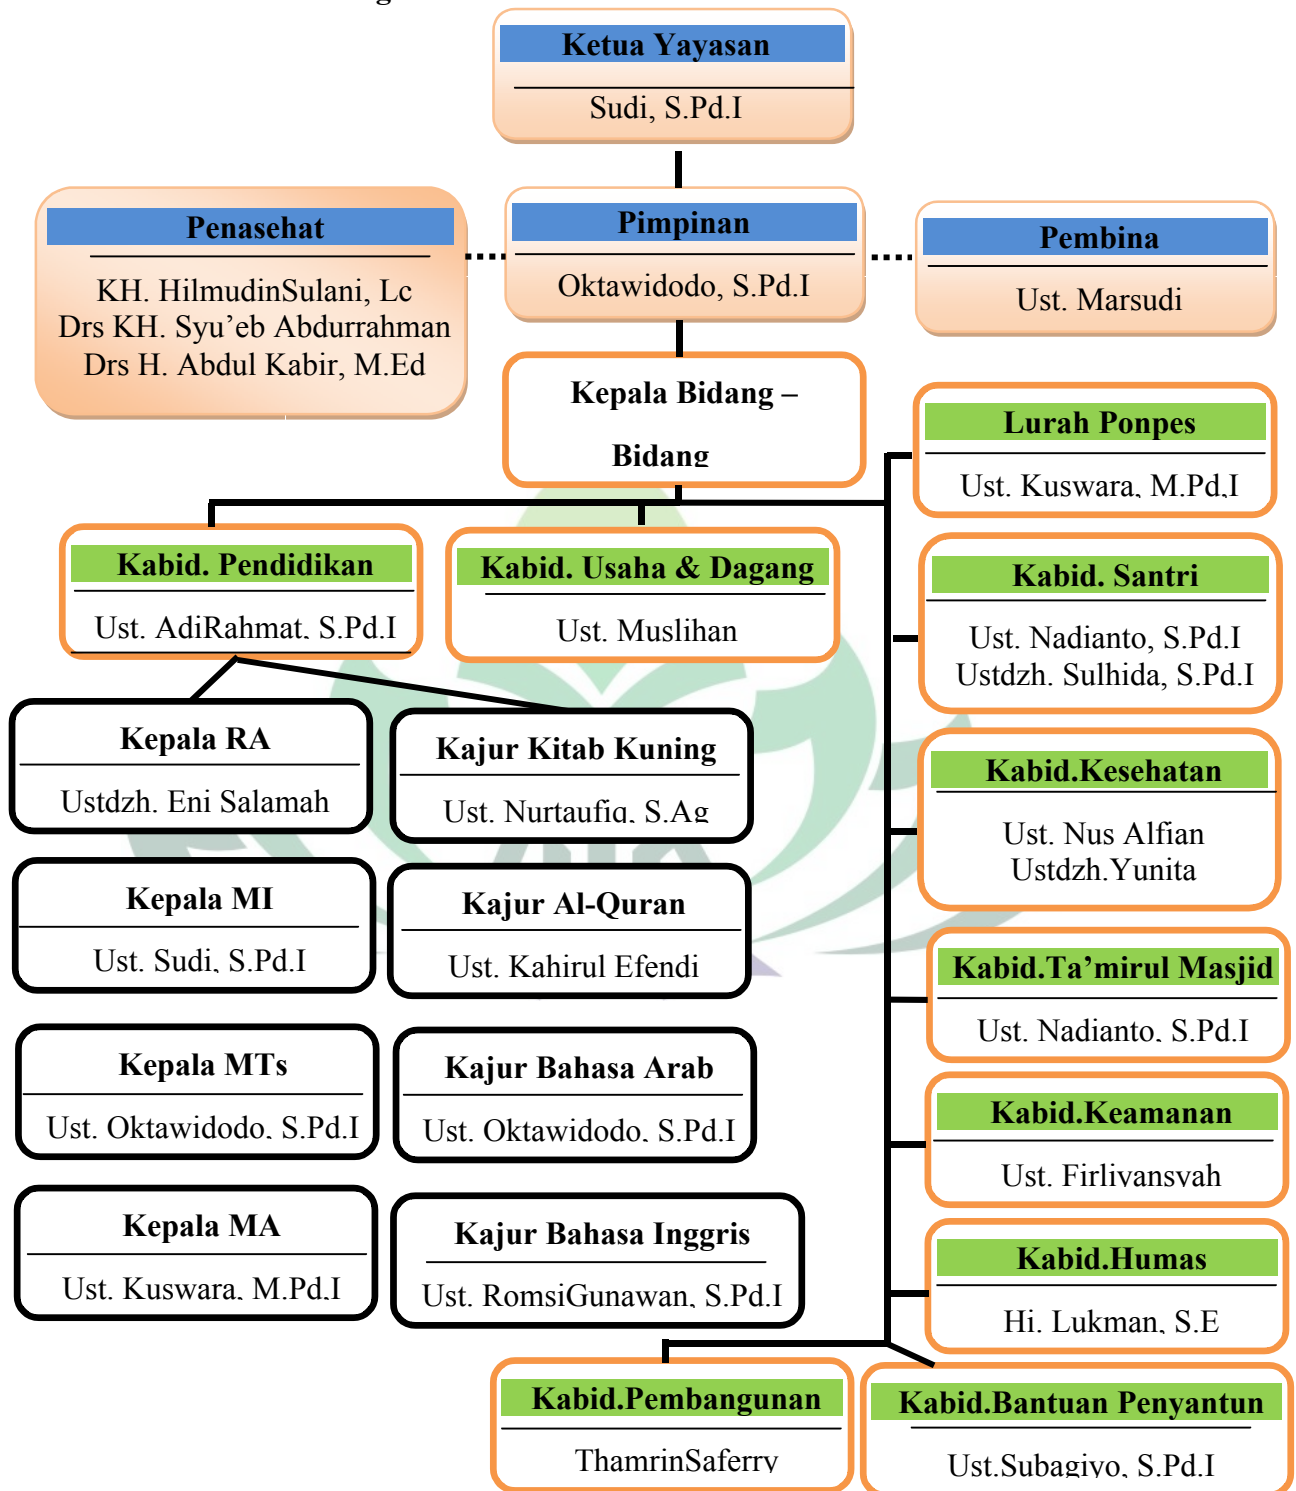 Ketua Yayasan
Sudi, S.Pd.I
Penasehat
KH. HilmudinSulani, Lc
Drs KH. Syu’eb Abdurrahman
Drs H. Abdul Kabir, M.Ed
Pimpinan
Oktawidodo, S.Pd.I
Pembina
Ust. Marsudi
Kepala Bidang –
Bidang
Lurah Ponpes
Ust. Kuswara, M.Pd,I
Kabid. Pendidikan
Ust. AdiRahmat, S.Pd.I
Kabid. Usaha & Dagang
Ust. Muslihan
Kabid. Santri
Ust. Nadianto, S.Pd.I
Ustdzh. Sulhida, S.Pd.I
Kepala RA
Ustdzh. Eni Salamah
Kajur Kitab Kuning
Ust. Nurtaufiq, S.Ag
Kabid.Kesehatan
Ust. Nus Alfian
Ustdzh.Yunita
Kepala MI
Ust. Sudi, S.Pd.I
Kajur Al-Quran
Ust. Kahirul Efendi
Kabid.Ta’mirul Masjid
Ust. Nadianto, S.Pd.I
Kepala MTs
Ust. Oktawidodo, S.Pd.I
Kajur Bahasa Arab
Ust. Oktawidodo, S.Pd.I
Kabid.Keamanan
Ust. Firliyansyah
Kepala MA
Ust. Kuswara, M.Pd,I
Kajur Bahasa Inggris
Ust. RomsiGunawan, S.Pd.I
Kabid.Humas
Hi. Lukman, S.E
Kabid.Pembangunan
ThamrinSaferry
Kabid.Bantuan Penyantun
Ust.Subagiyo, S.Pd.I